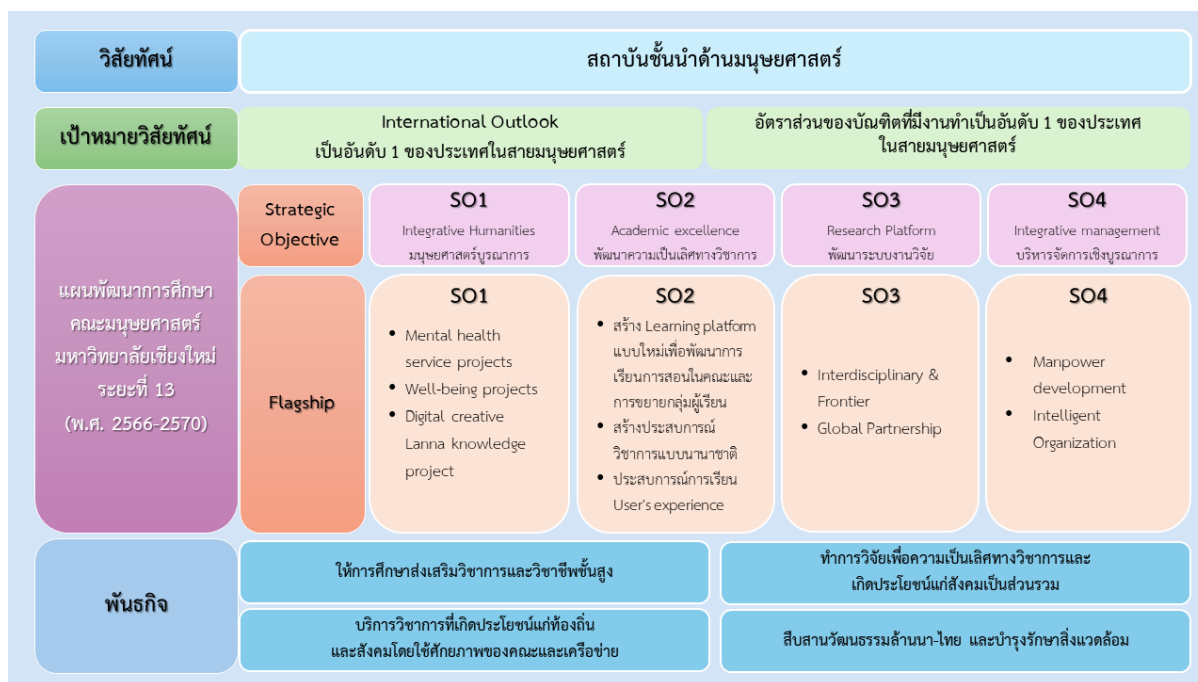 วิสัยทัศน์
สถาบันชั้นนำด้านมนุษยศาสตร์
เป้าหมายวิสัยทัศน์
International Outlook
เป็นอันดับ 1 ของประเทศในสายมนุษยศาสตร์
อัตราส่วนของบัณฑิตที่มีงานทำเป็นอันดับ 1 ของประเทศ
ในสายมนุษยศาสตร์
แผนพัฒนาการศึกษา
คณะมนุษยศาสตร์
มหาวิทยาลัยเชียงใหม่
ระยะที่ 13
(พ.ศ. 2566-2570)
Strategic
Objective
SO1
Integrative Humanities
มนุษยศาสตร์บูรณาการ
SO2
Academic excellence
พัฒนาความเป็นเลิศทางวิชาการ
SO3
Research Platform
พัฒนาระบบงานวิจัย
SO4
Integrative management
บริหารจัดการเชิงบูรณาการ
Flagship
SO1
• Mental health
service projects
• Well-being projects
• Digital creative
Lanna knowledge
project
SO2
• สร้าง Learning platform
แบบใหม่เพื่อพัฒนาการ
เรียนการสอนในคณะและ
การขยายกลุ่มผู้เรียน
• สร้างประสบการณ์
วิชาการแบบนานาชาติ
• ประสบการณ์การเรียน
User's experience
SO3
• Interdisciplinary &
Frontier
• Global Partnership
SO4
• Manpower
development
• Intelligent
Organization
พันธกิจ
ให้การศึกษาส่งเสริมวิชาการและวิชาชีพชั้นสูง
ทำการวิจัยเพื่อความเป็นเลิศทางวิชาการและ
เกิดประโยชน์แก่สังคมเป็นส่วนรวม
บริการวิชาการที่เกิดประโยชน์แก่ท้องถิ่น
และสังคมโดยใช้ศักยภาพของคณะและเครือข่าย
สืบสานวัฒนธรรมล้านนา-ไทย และบำรุงรักษาสิ่งแวดล้อม